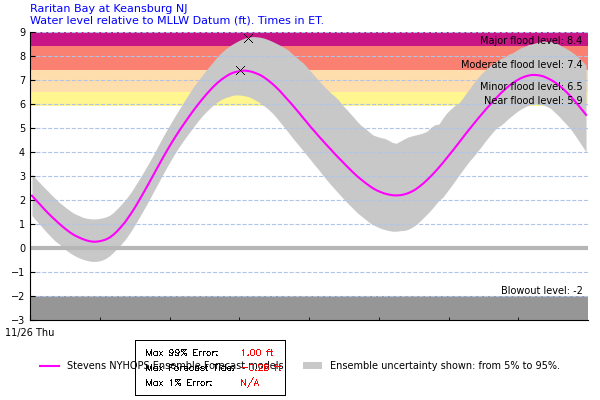 Raritan Bay at Keansburg NJ
Water level relative to MLLW Datum (ft). Times in ET.
9
Major flood level: 8.4
8
Moderate flood level: 7.4
7
Minor flood level: 6.5
Near flood level: 5.9
6
5
4
3
2
1
0
−1
Blowout level: -2
−2
−3
11/26 Thu
Max 99% Error: 1.00 ft
Stevens NYHOPS Ensemble Forecast models
Max Forecast Tide: -0.28 ft
Ensemble uncertainty shown: from 5% to 95%.
Max 1% Error: N/A